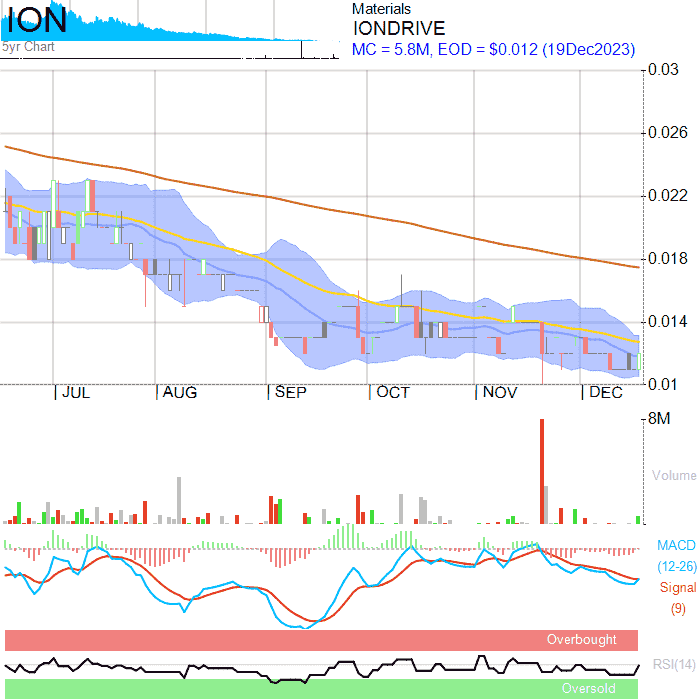 ION
5yr Chart
Materials
IONDRIVE
MC = 5.8M, EOD = $0.012 (19Dec2023)
0.03
0.026
0.022
0.018
0.014
0.01
JUL AUG SEP OCT NOV DEC
8M
Volume
MACD
(12-26)
Signal
(9)
Overbought
RSI(14)
Oversold